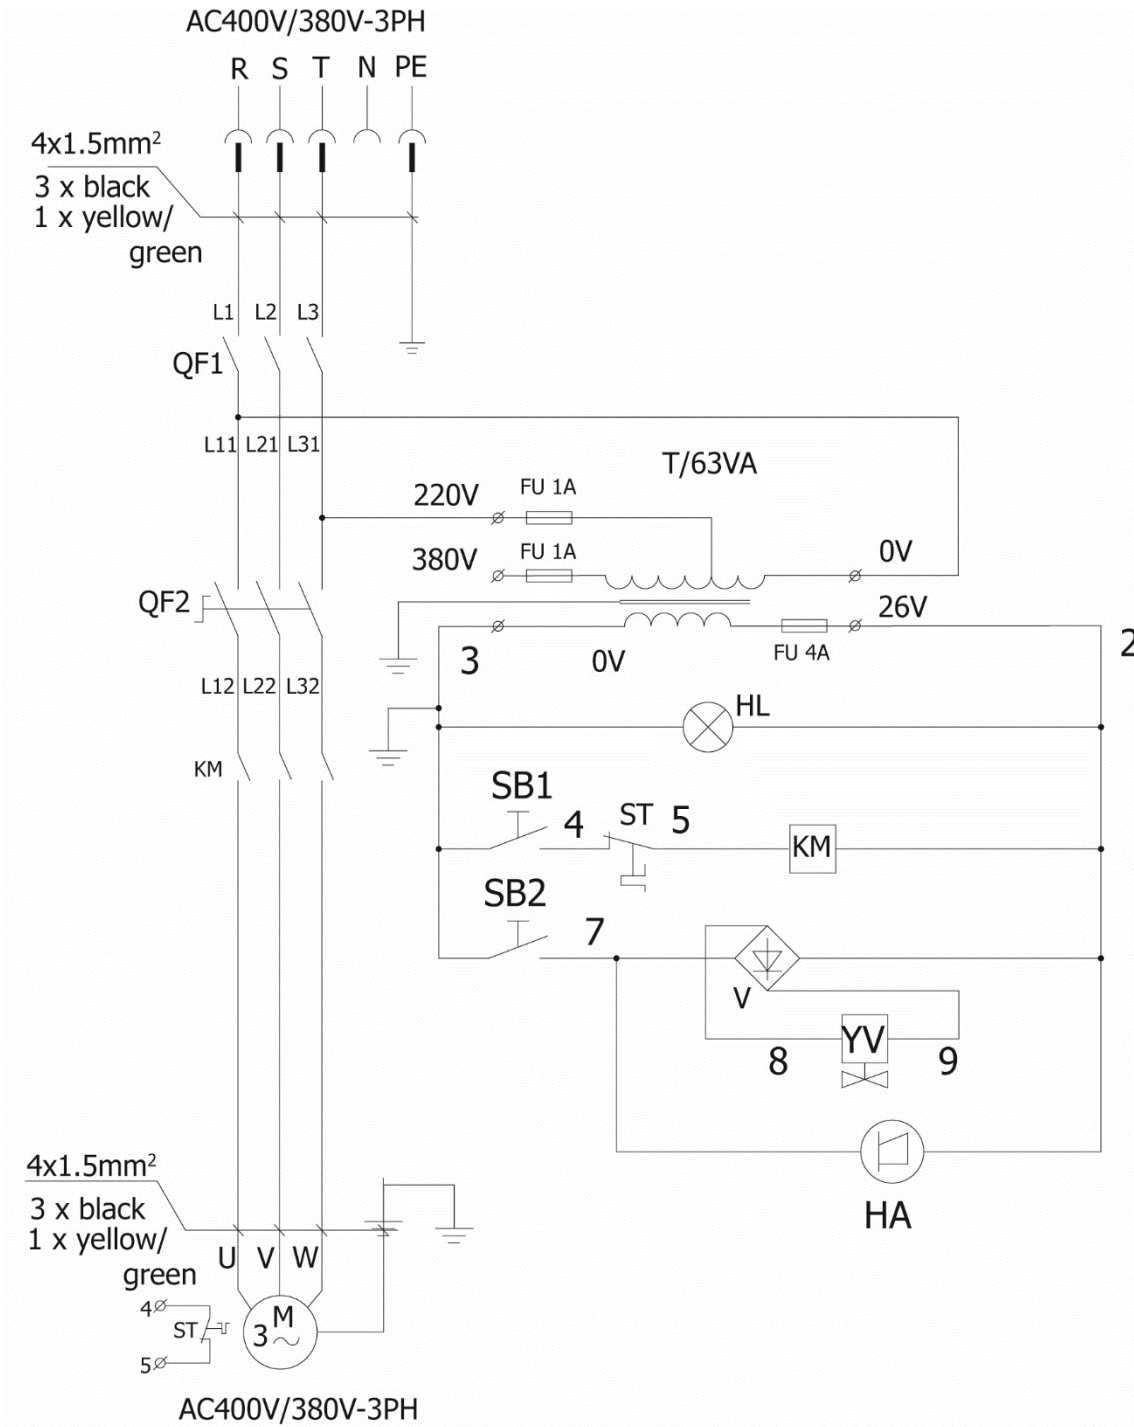 AC400V/380V-3PH
R S T N PE
4x1.5mm²
3 x black
1 x yellow/
green
L1 L2 L3
QF1
L11 L21 L31
T/63VA
220V FU 1A
380V FU 1A 0V
QF2
26V
3 0V FU 4A 2
L12 L22 L32
HL
KM
SB1 4 ST 5
KM
SB2 7
V
8 YV 9
HA
4x1.5mm²
3 x black
1 x yellow/
green
U V W
4
ST
5
M
3
AC400V/380V-3PH